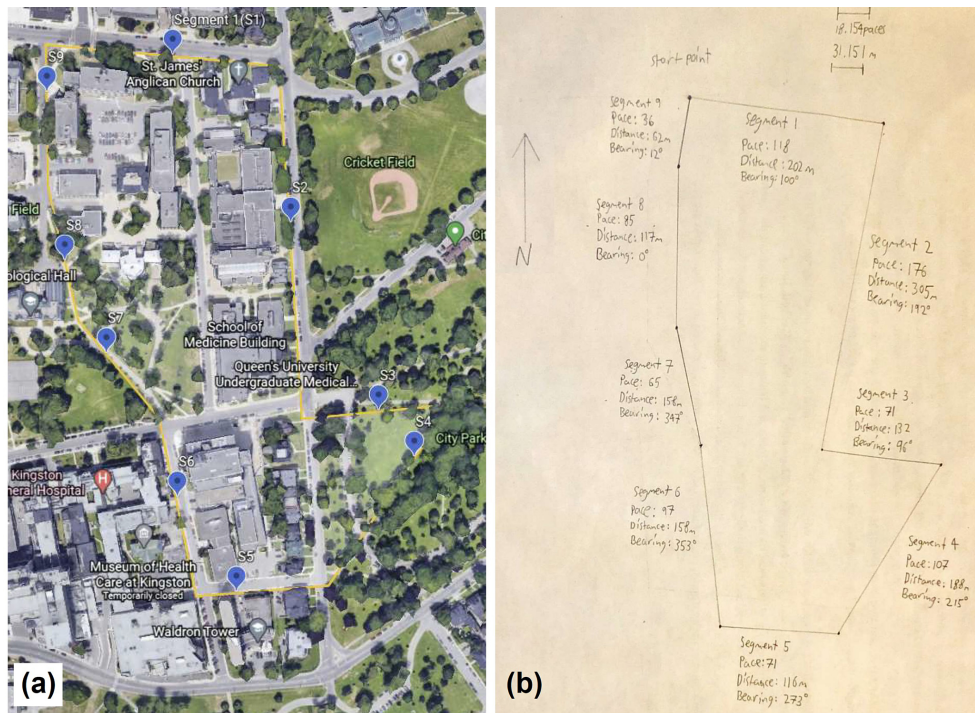 Segment 1(S1)
S9
St. James'
Anglican Church
Cricket Field
S2
Field
S8
Cit
ological Hall
S7
School of
Medicine Building
Queen's University
Undergraduate Medical...
S3
S4
City Park
S6
Kingston
neral Hospital
H
S5
Museum of Health
Care at Kingston
Temporarily closed
Waldron Tower
(a)
18.154paces
31.151 m
start point
Segment 9
Pace: 36
Distance: 62m
Bearing: 12°
Segment 1
Pace: 118
Distance: 202m
Bearing: 100°
N
Segment 8
Pace: 85
Distance: 117m
Bearing: 0°
Segment 2
Pace: 176
Distance: 305m
Bearing: 192°
Segment 7
Pace: 65
Distance: 158m
Bearing: 347°
Segment 3
Pace: 71
Distance: 132
Bearing: 96°
Segment 6
Pace: 97
Distance: 158m
Bearing: 353°
Segment 4
Pace: 107
Distance: 188m
Bearing: 215°
Segment 5
Pace: 71
Distance: 116m
Bearing: 273°
(b)